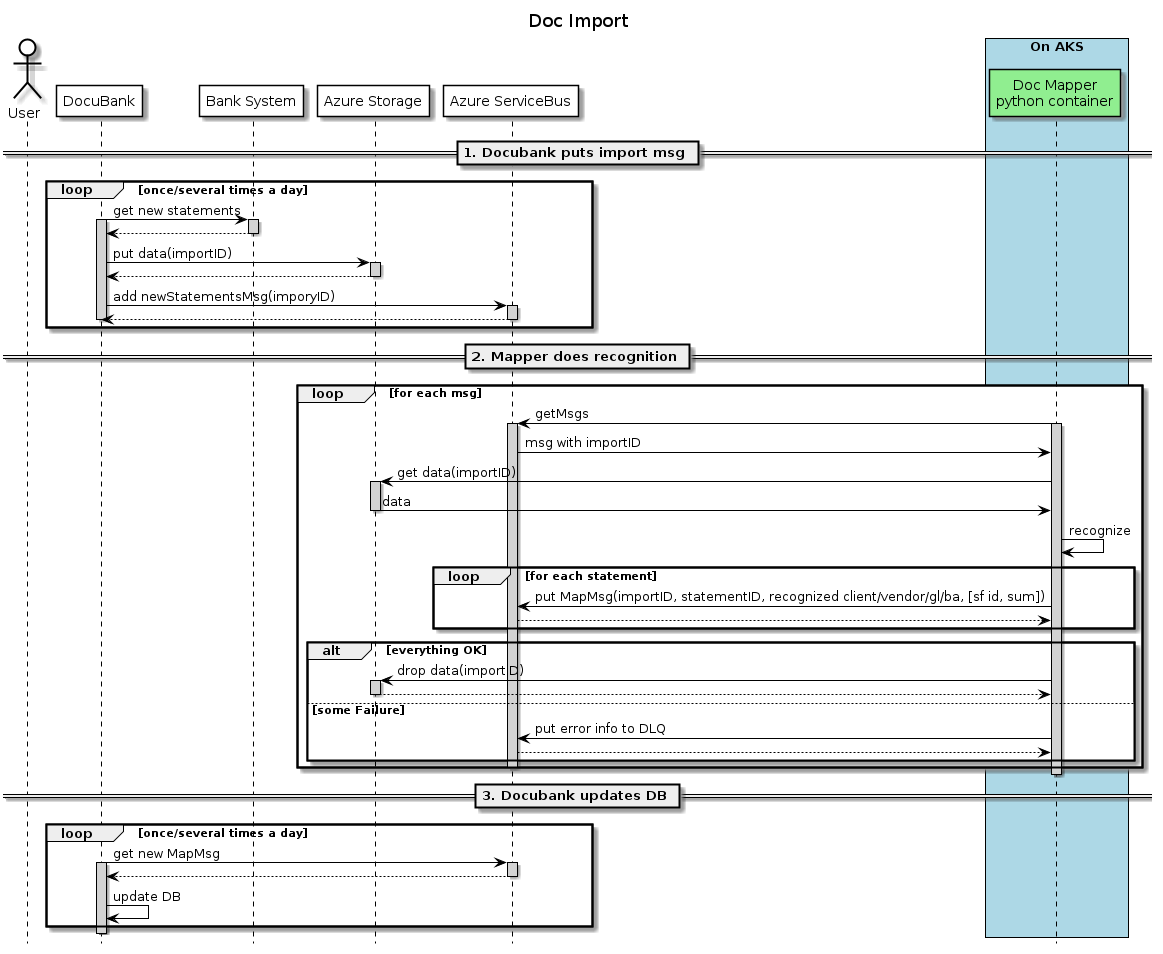 Doc Import
On AKS
User
DocuBank
Bank System
Azure Storage
Azure ServiceBus
Doc Mapper
python container
1. Docubank puts import msg
loop [once/several times a day]
get new statements
put data(importID)
add newStatementsMsg(imporyID)
2. Mapper does recognition
loop [for each msg]
getMsgs
msg with importID
get data(importID)
data
recognize
loop [for each statement]
put MapMsg(importID, statementID, recognized client/vendor/gl/ba, [sf id, sum])
alt [everything OK]
drop data(importID)
[some Failure]
put error info to DLQ
3. Docubank updates DB
loop [once/several times a day]
get new MapMsg
update DB